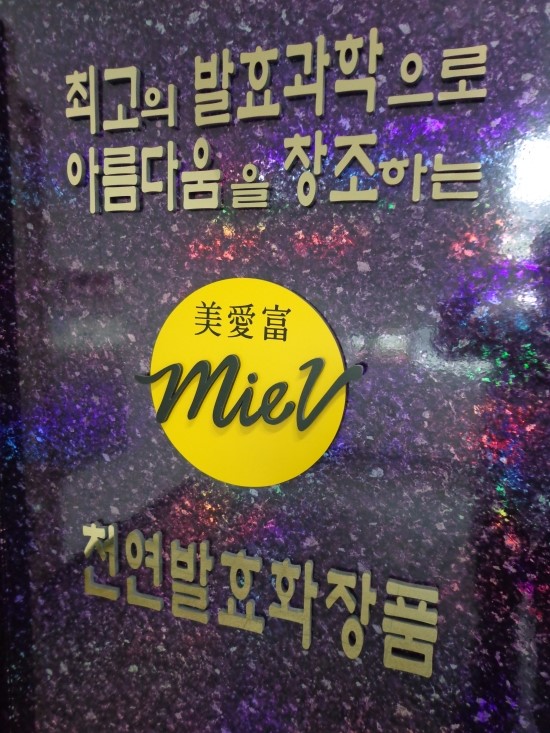 최고의 발효과학으로
아름다움을 창조하는
美愛富
mieV
천연발효화장품